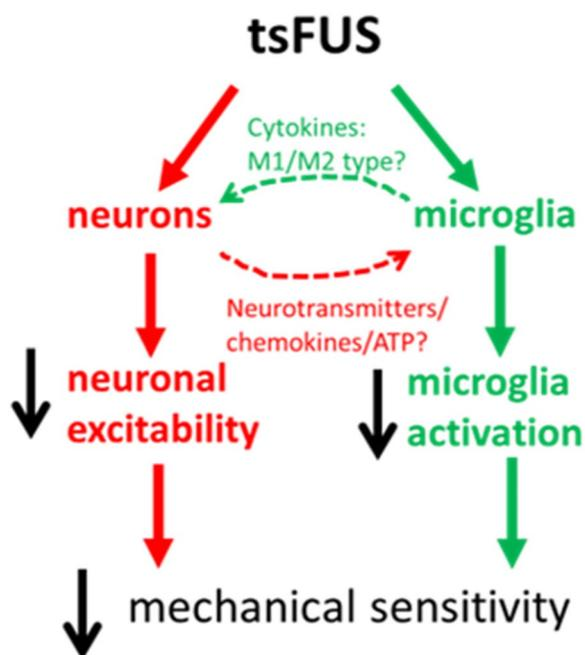 tsFUS
Cytokines:
M1/M2 type?
neurons
microglia
Neurotransmitters/
chemokines/ATP?
neuronal
excitability
microglia
activation
mechanical sensitivity